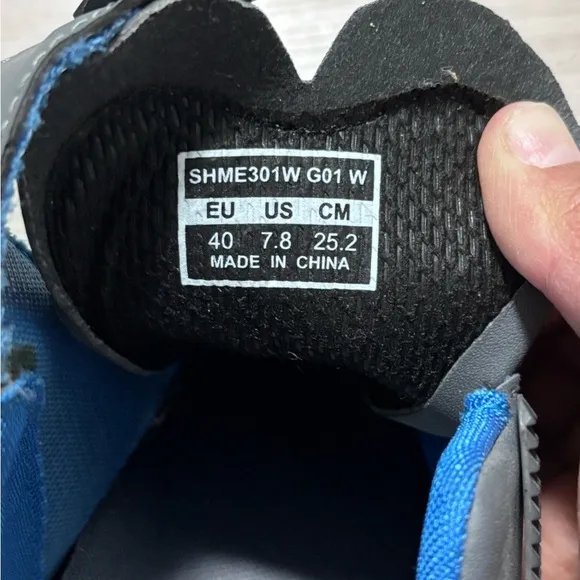 SHME301W G01 W
EU US CM
40 7.8 25.2
MADE IN CHINA